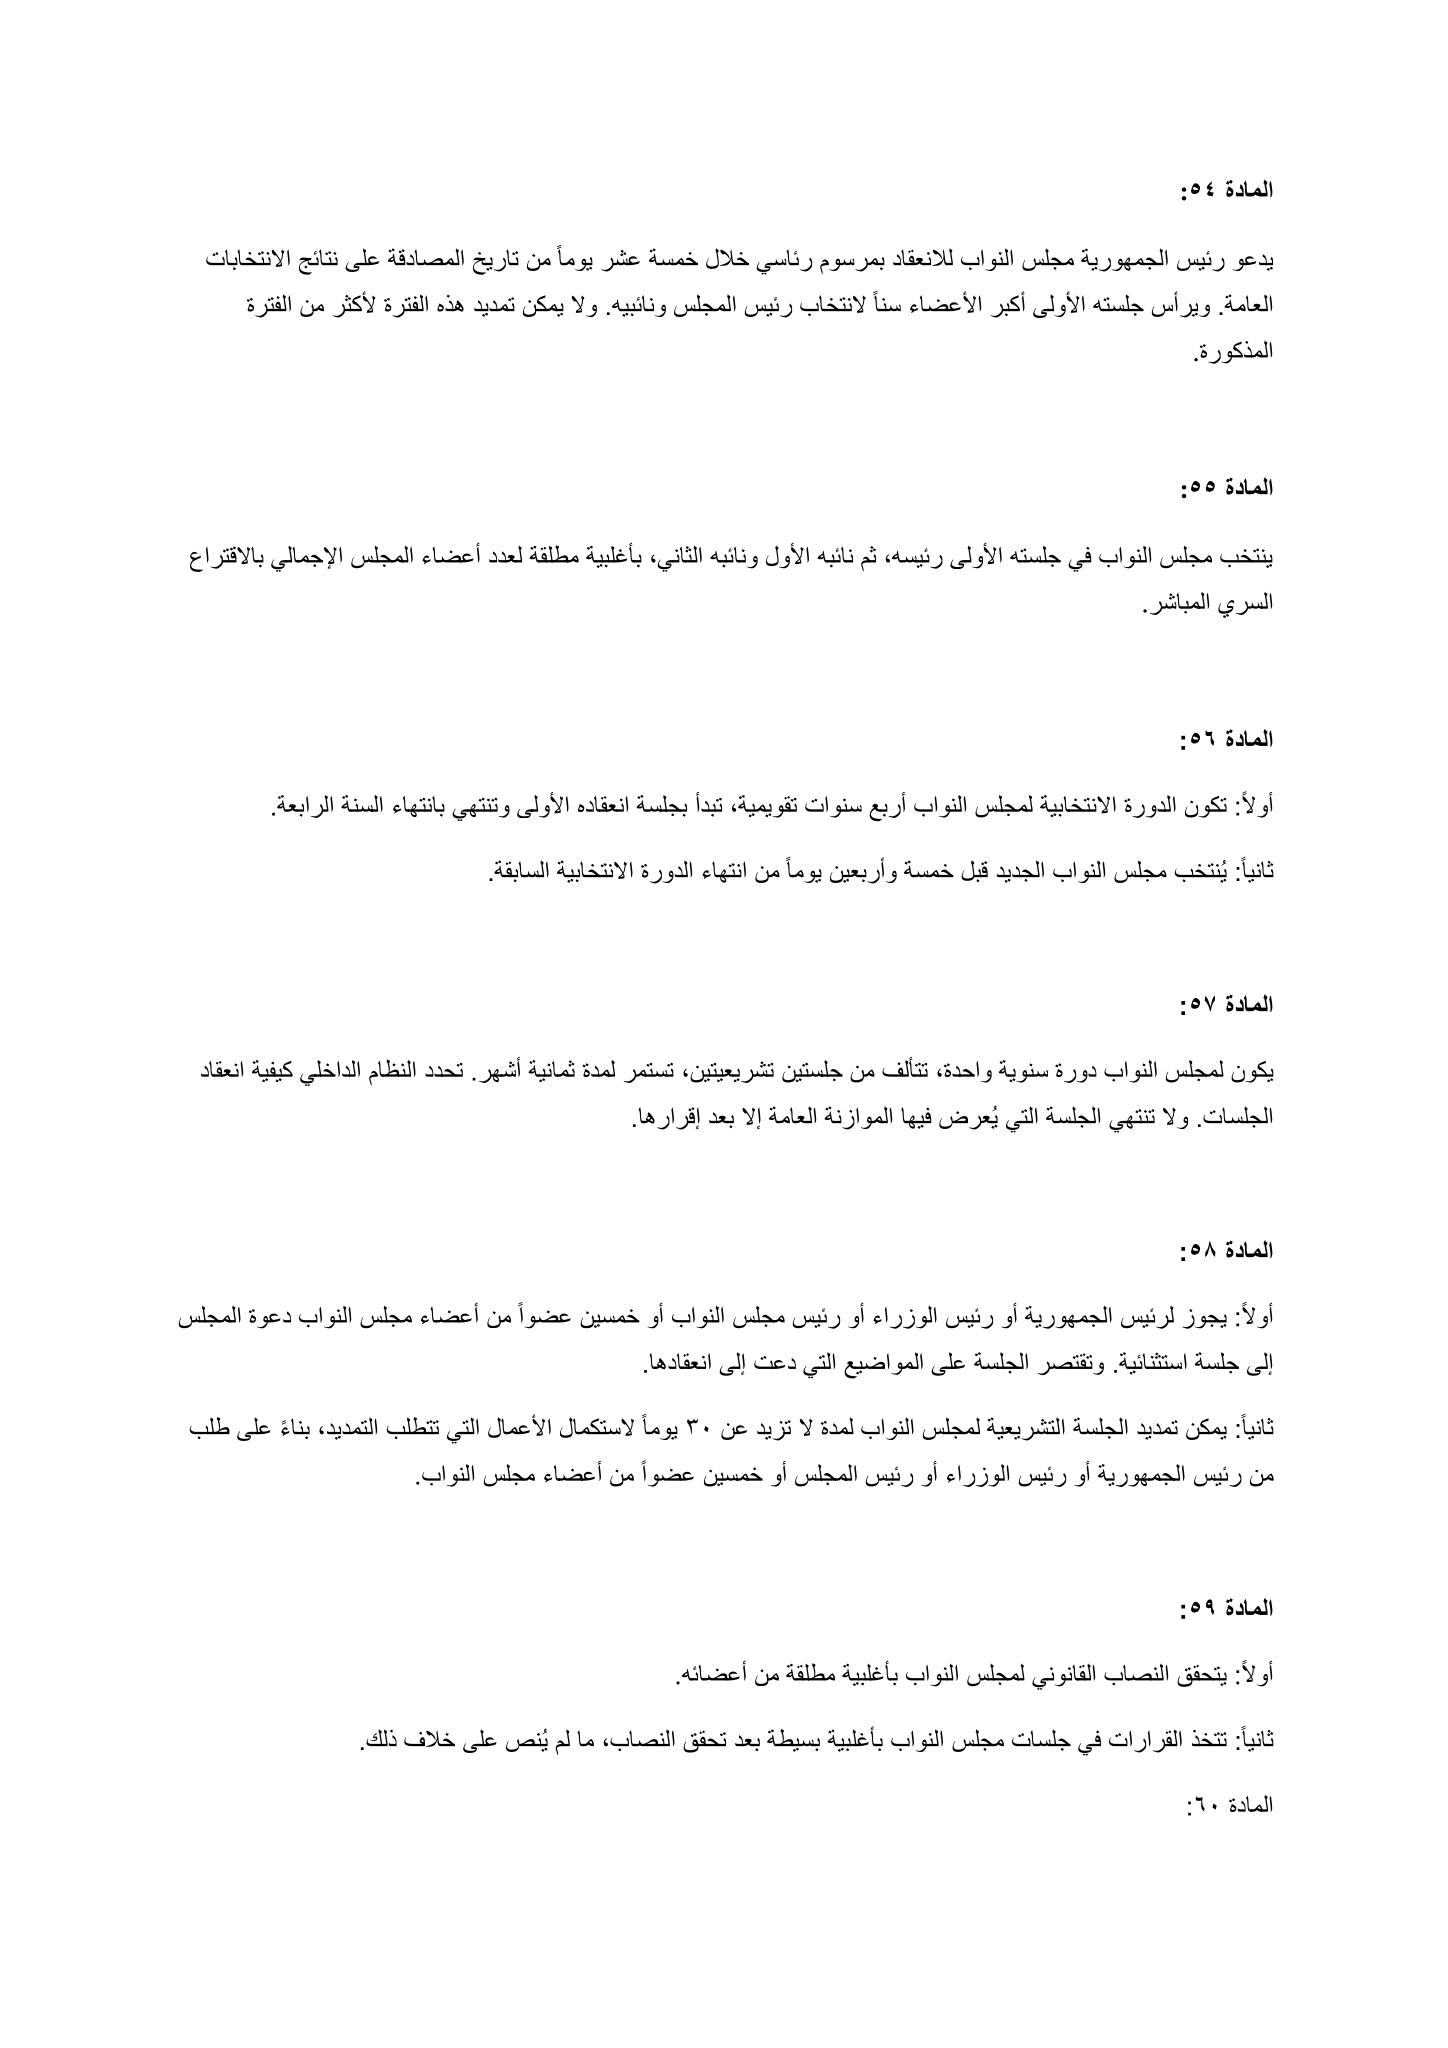 المادة ٥٤:
يدعو رئيس الجمهورية مجلس النواب للانعقاد بمرسوم رئاسي خلال خمسة عشر يوماً من تاريخ المصادقة على نتائج الانتخابات
العامة. ويرأس جلسته الأولى أكبر الأعضاء سناً لانتخاب رئيس المجلس ونائبيه. ولا يمكن تمديد هذه الفترة لأكثر من الفترة
المذكورة.
المادة ٥٥:
ينتخب مجلس النواب في جلسته الأولى رئيسه، ثم نائبه الأول ونائبه الثاني، بأغلبية مطلقة لعدد أعضاء المجلس الإجمالي بالاقتراع
السري المباشر.
المادة ٥٦:
أولاً: تكون الدورة الانتخابية لمجلس النواب أربع سنوات تقويمية، تبدأ بجلسة انعقاده الأولى وتنتهي بانتهاء السنة الرابعة.
ثانياً: يُنتخب مجلس النواب الجديد قبل خمسة وأربعين يوماً من انتهاء الدورة الانتخابية السابقة.
المادة ٥٧:
يكون لمجلس النواب دورة سنوية واحدة، تتألف من جلستين تشريعيتين، تستمر لمدة ثمانية أشهر. تحدد النظام الداخلي كيفية انعقاد
الجلسات. ولا تنتهي الجلسة التي يُعرض فيها الموازنة العامة إلا بعد إقرارها.
المادة ٥٨:
أولاً: يجوز لرئيس الجمهورية أو رئيس الوزراء أو رئيس مجلس النواب أو خمسين عضواً من أعضاء مجلس النواب دعوة المجلس
إلى جلسة استثنائية. وتقتصر الجلسة على المواضيع التي دعت إلى انعقادها.
ثانياً: يمكن تمديد الجلسة التشريعية لمجلس النواب لمدة لا تزيد عن ٣٠ يوماً لاستكمال الأعمال التي تتطلب التمديد، بناءً على طلب
من رئيس الجمهورية أو رئيس الوزراء أو رئيس المجلس أو خمسين عضواً من أعضاء مجلس النواب.
المادة ٥٩:
أولاً: يتحقق النصاب القانوني لمجلس النواب بأغلبية مطلقة من أعضائه.
ثانياً: تتخذ القرارات في جلسات مجلس النواب بأغلبية بسيطة بعد تحقق النصاب، ما لم يُنص على خلاف ذلك.
المادة ٦٠: